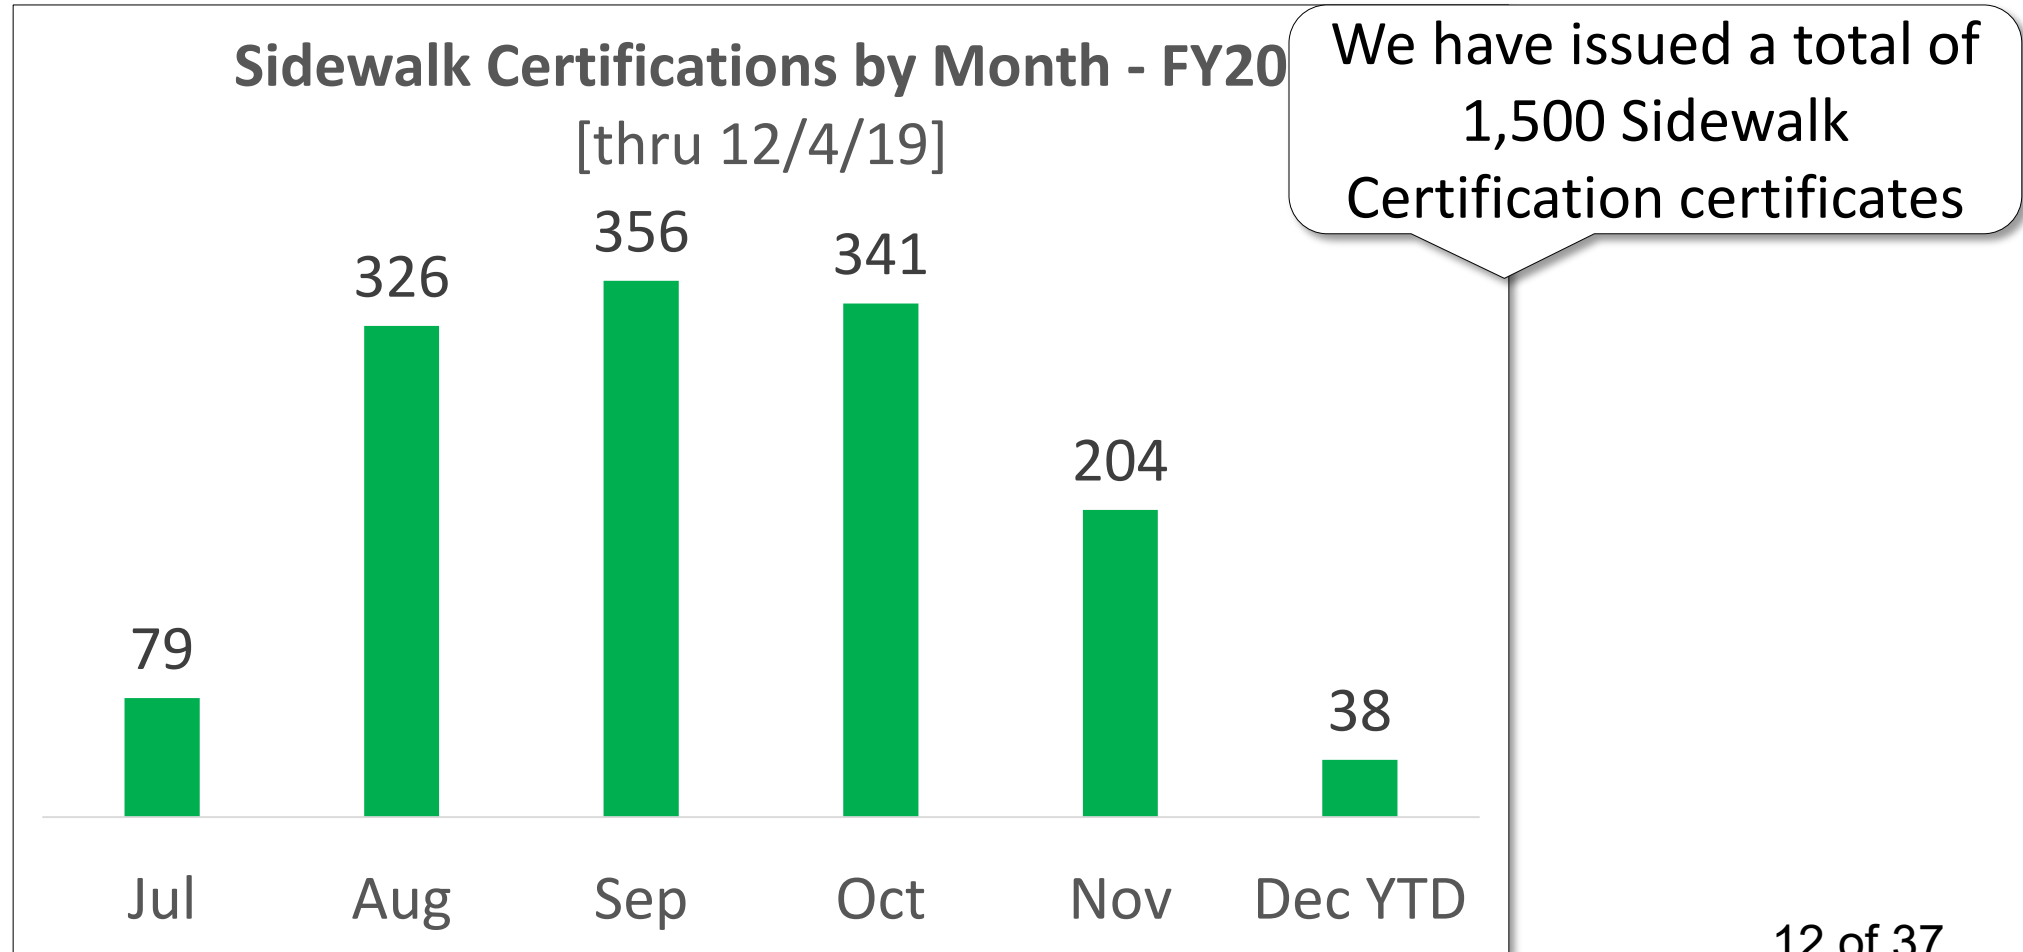 Sidewalk Certifications by Month - FY20
[thru 12/4/19]
We have issued a total of
1,500 Sidewalk
Certification certificates
79
326
356
341
204
38
Jul
Aug
Sep
Oct
Nov
Dec YTD
12 of 37